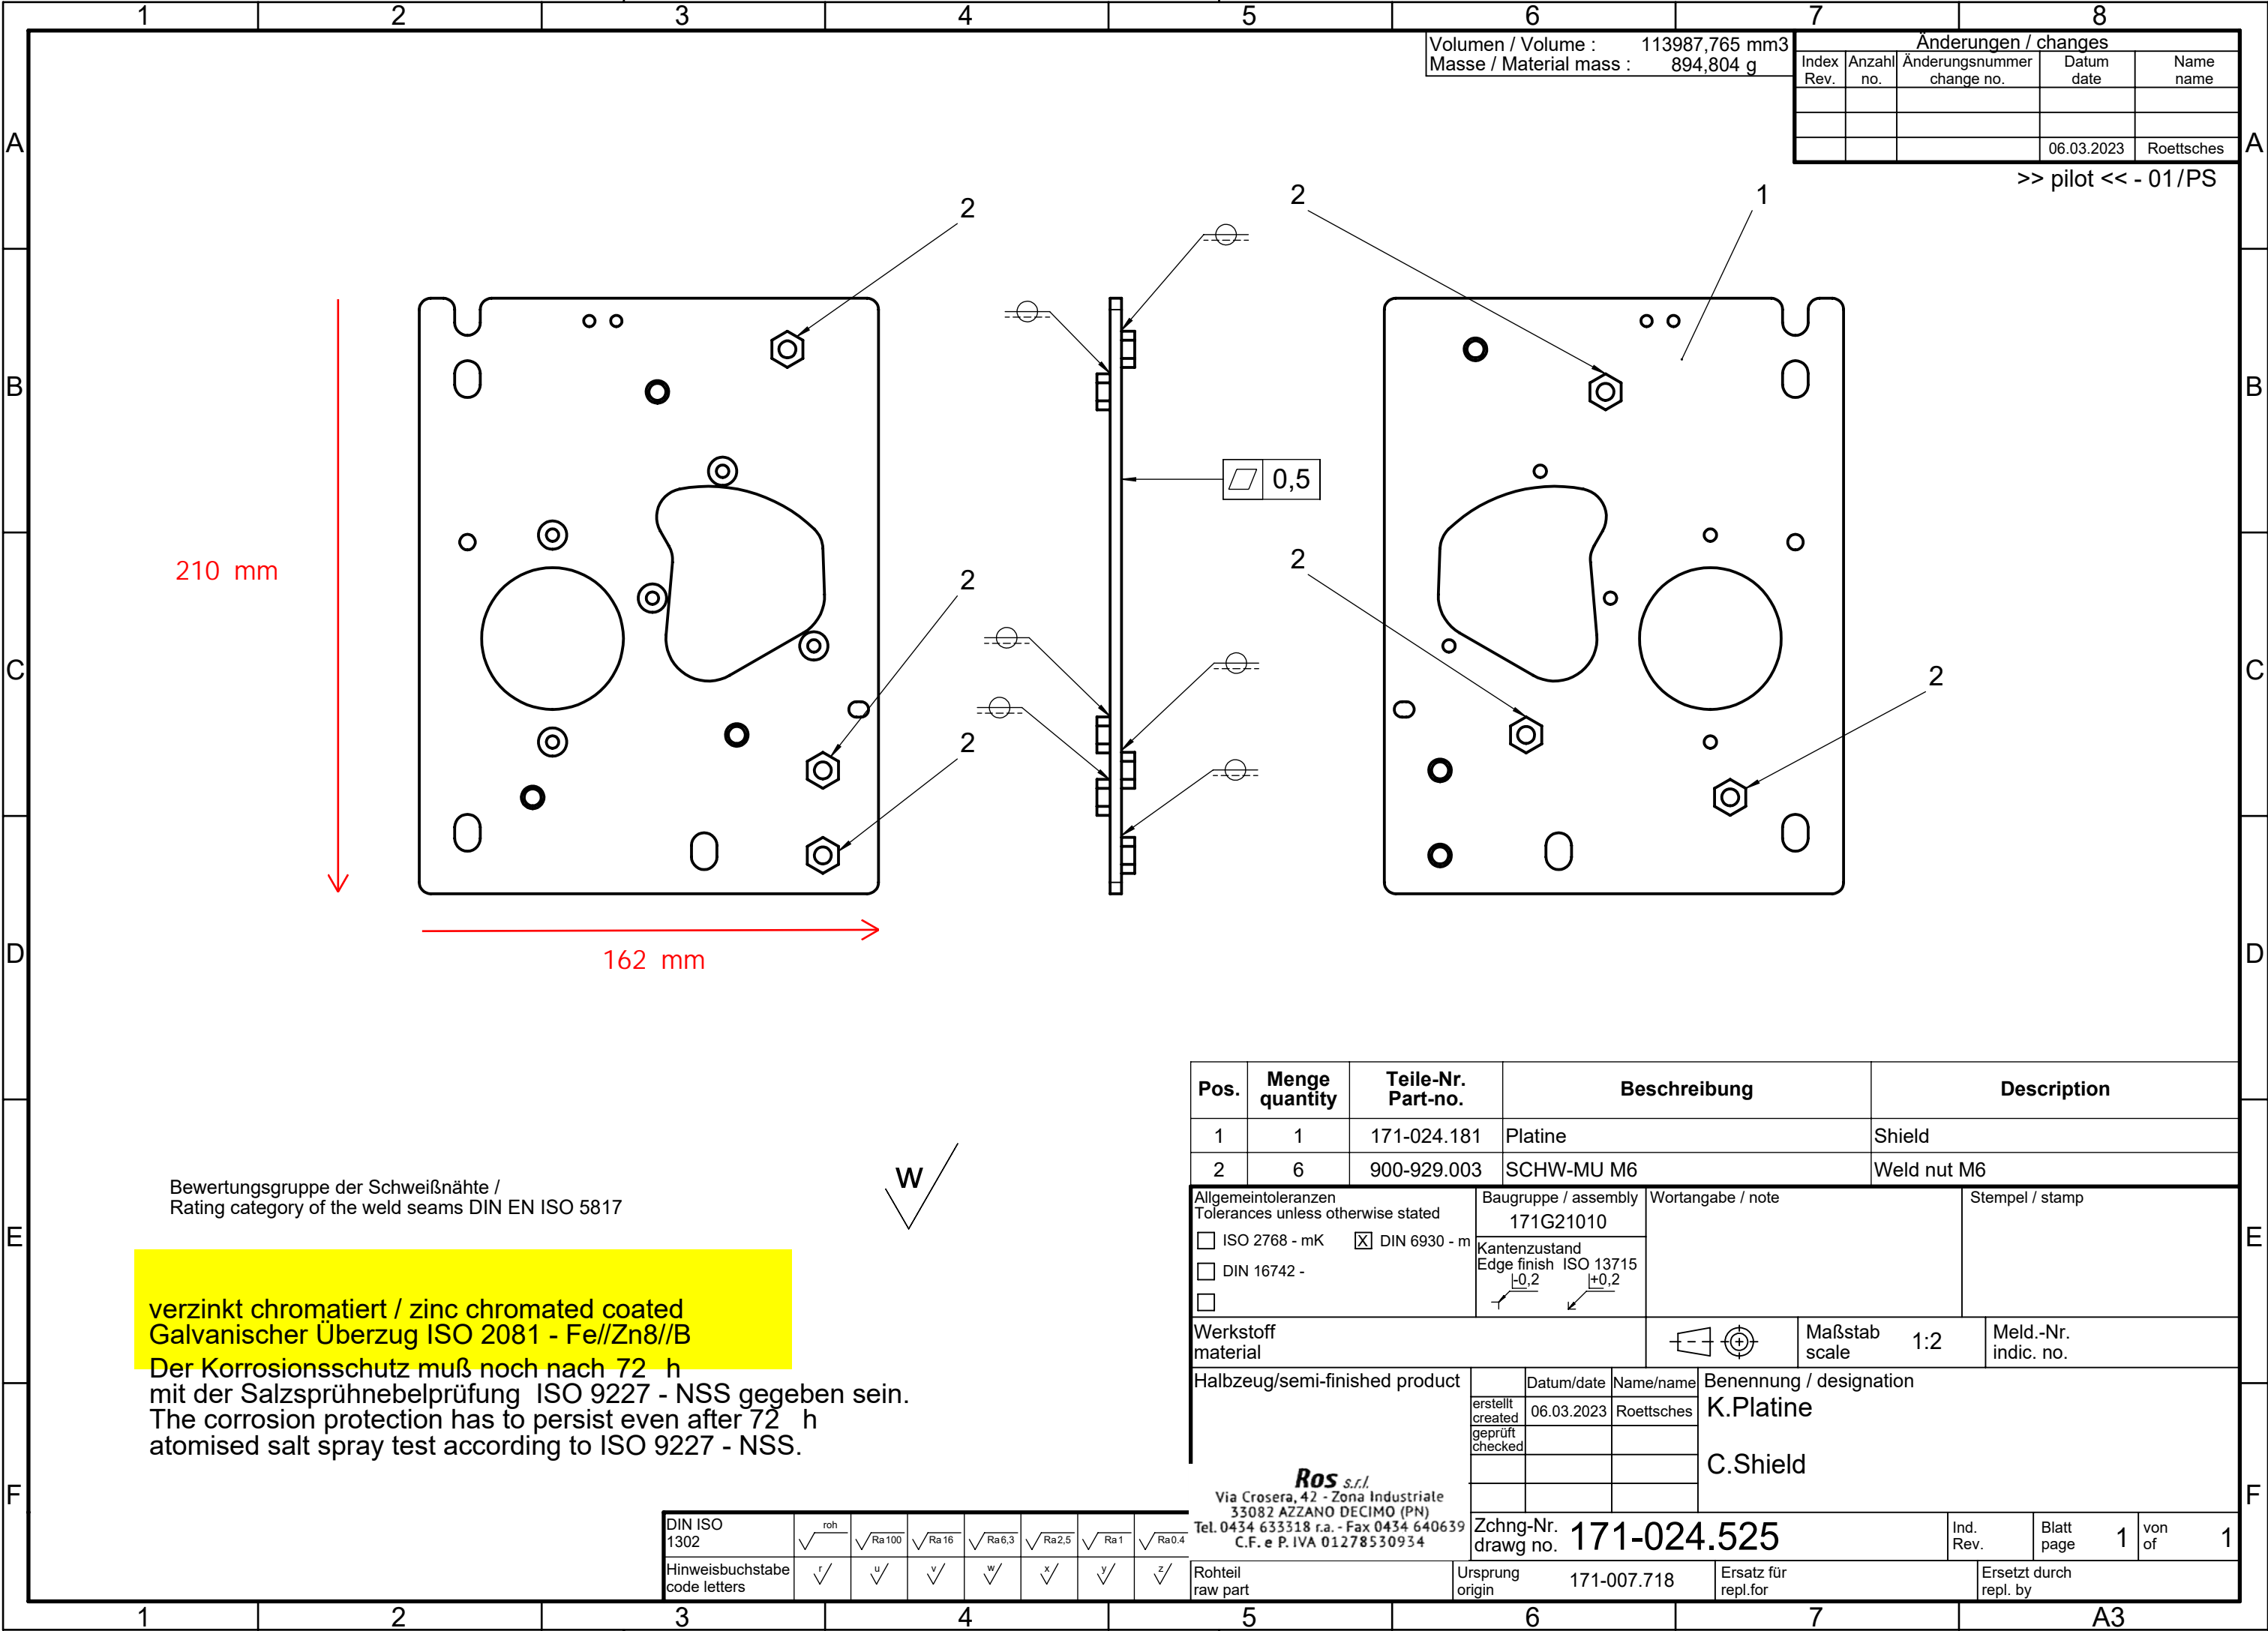 1 2 3 4 5 6 7 8
Volumen / Volume : 113987,765 mm3
Masse / Material mass : 894,804 g
Änderungen / changes
Index Rev. Anzahl no. Änderungsnummer change no. Datum date Name name
06.03.2023 Roettsches
>> pilot << - 01/PS
A A
B B
C C
D D
E E
F F
2
2
1
0,5
2
2
2
2
210 mm
162 mm
Pos. Menge quantity Teile-Nr. Part-no. Beschreibung Description
1 1 171-024.181 Platine Shield
2 6 900-929.003 SCHW-MU M6 Weld nut M6
Bewertungsgruppe der Schweißnähte /
Rating category of the weld seams DIN EN ISO 5817
w
verzinkt chromatiert / zinc chromated coated
Galvanischer Überzug ISO 2081 - Fe//Zn8//B
Der Korrosionsschutz muß noch nach 72 h
mit der Salzsprühnebelprüfung ISO 9227 - NSS gegeben sein.
The corrosion protection has to persist even after 72 h
atomised salt spray test according to ISO 9227 - NSS.
Allgemeintoleranzen
Tolerances unless otherwise stated
ISO 2768 - mK X DIN 6930 - m
DIN 16742 -
Baugruppe / assembly
171G21010
Kantenzustand
Edge finish ISO 13715
-0,2 +0,2
Wortangabe / note
Stempel / stamp
Werkstoff
material
Maßstab
scale
1:2
Meld.-Nr.
indic. no.
Halbzeug/semi-finished product
Datum/date Name/name
erstellt
created
06.03.2023 Roettsches
geprüft
checked
Benennung / designation
K.Platine
C.Shield
Ros s.r.l.
Via Crosera, 42 - Zona Industriale
33082 AZZANO DECIMO (PN)
Tel. 0434 633318 r.a. - Fax 0434 640639
C.F. e P. IVA 01278530934
Zchng-Nr.
drawg no.
171-024.525
Ind.
Rev.
Blatt
page
1
von
of
1
DIN ISO
1302
roh Ra100 Ra16 Ra6,3 Ra2,5 Ra1 Ra0.4
Hinweisbuchstabe
code letters
r u v w x y z
Rohteil
raw part
Ursprung
origin
171-007.718
Ersatz für
repl.for
Ersetzt durch
repl. by
1 2 3 4 5 6 7 A3